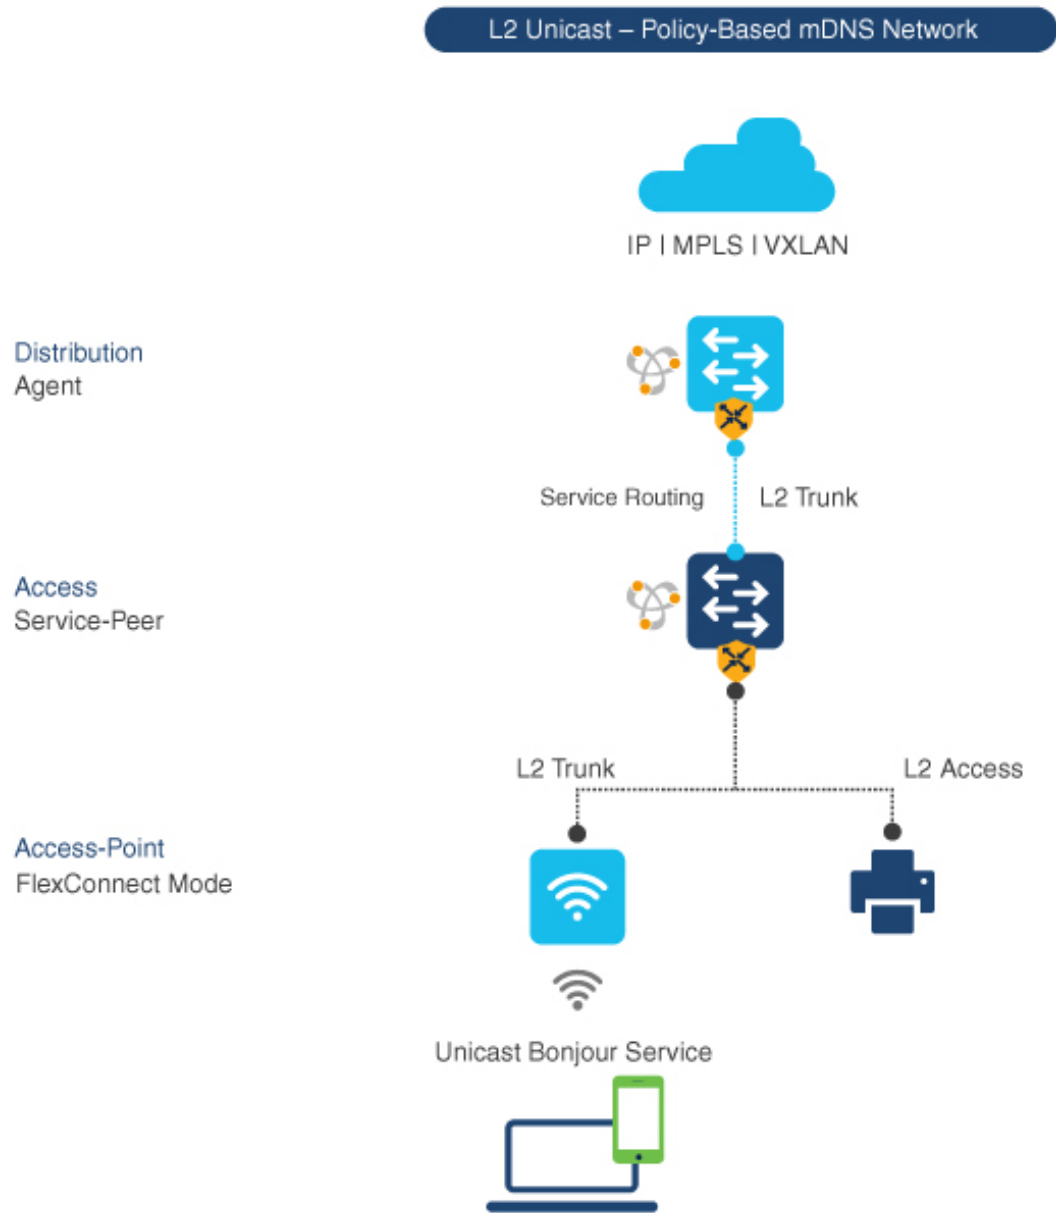 L2 Unicast – Policy-Based mDNS Network
IP | MPLS | VXLAN
Distribution
Agent
Service Routing
L2 Trunk
Access
Service-Peer
L2 Trunk
L2 Access
Access-Point
FlexConnect Mode
Unicast Bonjour Service